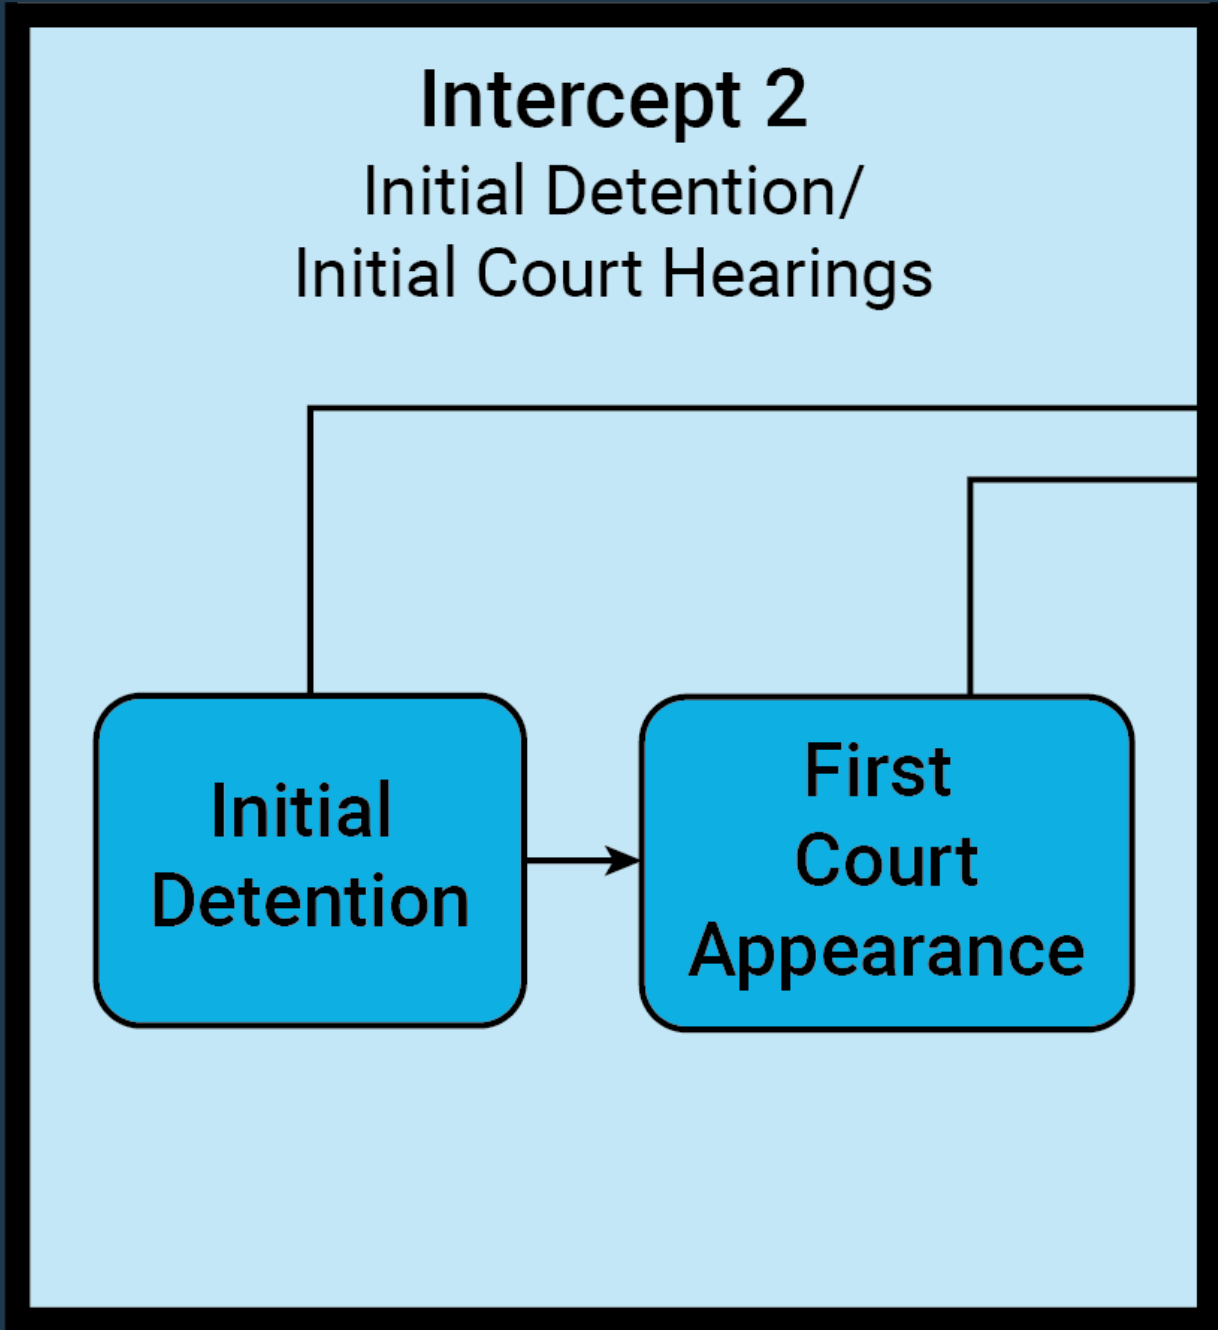 Intercept 2
Initial Detention/
Initial Court Hearings
Initial
Detention
First
Court
Appearance